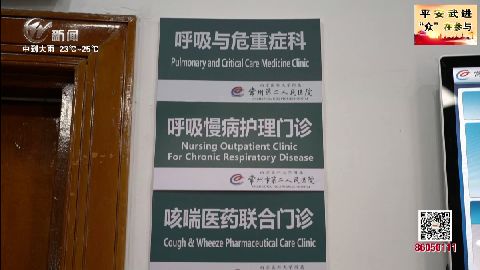 新闻
中到大雨 23℃-25℃
平安武进
“众”在参与
呼吸与危重症科
Pulmonary and Critical Care Medicine Clinic
常州第二人民医院
呼吸慢病护理门诊
Nursing Outpatient Clinic
For Chronic Respiratory Disease
常州市第二人民医院
咳喘医药联合门诊
Cough & Wheeze Pharmaceutical Care Clinic
86050111